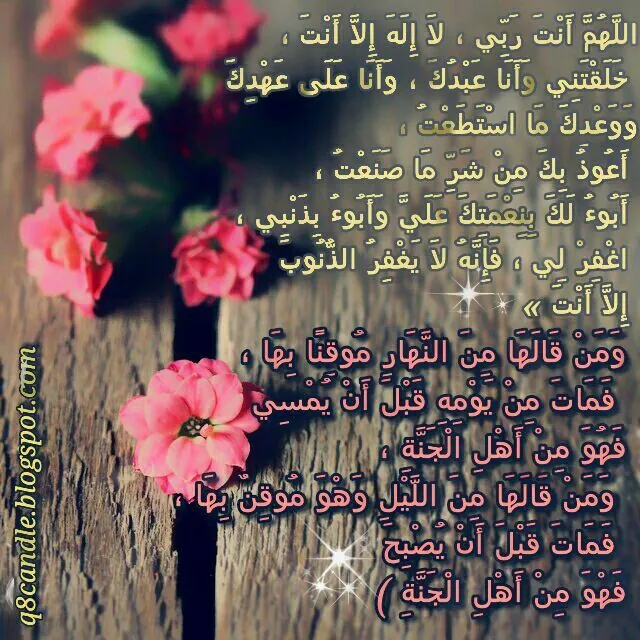 اللَّهُمَّ أَنْتَ رَبِّي ، لاَ إِلَهَ إِلاَّ أَنْتَ ،
خَلَقْتَنِي وَأَنَا عَبْدُكَ ، وَأَنَا عَلَى عَهْدِكَ
وَوَعْدِكَ مَا اسْتَطَعْتُ ،
أَعُوذُ بِكَ مِنْ شَرِّ مَا صَنَعْتُ ،
أَبُوءُ لَكَ بِنِعْمَتِكَ عَلَيَّ وَأَبُوءُ بِذَنْبِي ،
اغْفِرْ لِي ، فَإِنَّهُ لاَ يَغْفِرُ الذُّنُوبَ
إِلاَّ أَنْتَ »
وَمَنْ قَالَهَا مِنَ النَّهَارِ مُوقِنًا بِهَا ،
فَمَاتَ مِنْ يَوْمِهِ قَبْلَ أَنْ يُمْسِي
فَهُوَ مِنْ أَهْلِ الْجَنَّةِ ،
وَمَنْ قَالَهَا مِنَ اللَّيْلِ وَهْوَ مُوقِنٌ بِهَا ،
فَمَاتَ قَبْلَ أَنْ يُصْبِحَ
فَهْوَ مِنْ أَهْلِ الْجَنَّةِ )
q8candle.blogspot.com